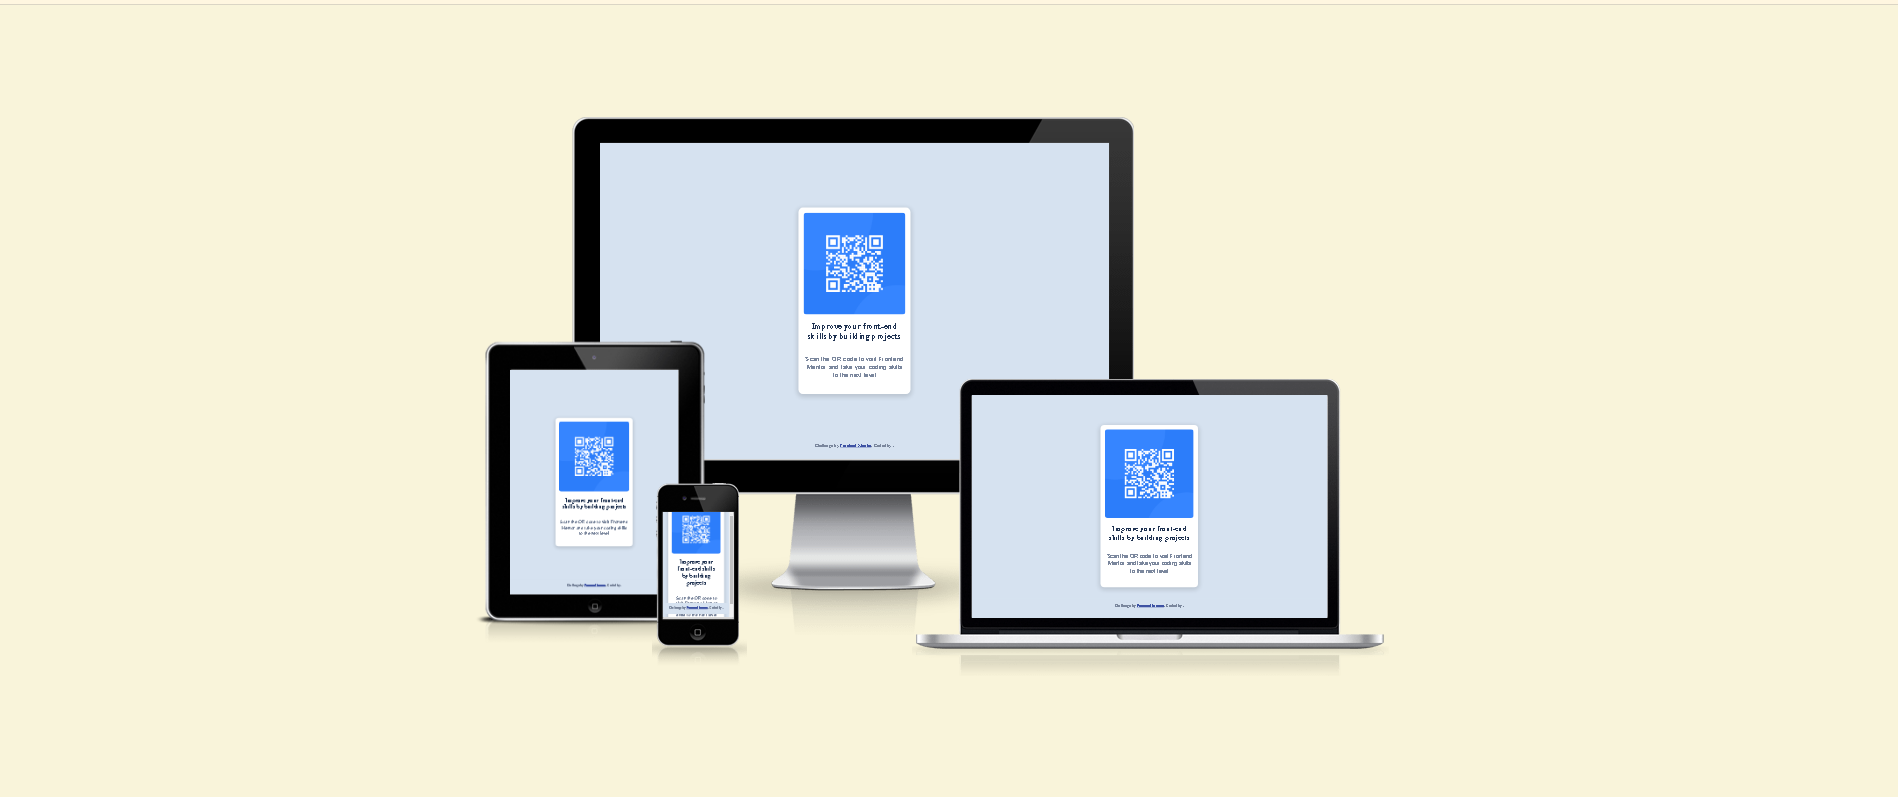 Improve your front-end
skills by building projects
Scan the QR code to visit Frontend
Mentor and take your coding skills
to the next level
Challenge by Frontend Mentor. Coded by .
Improve your front-end
skills by building projects
Scan the QR code to visit Frontend
Mentor and take your coding skills
to the next level
Challenge by Frontend Mentor. Coded by .
Improve your
front-end skills
by building
projects
Scan the QR code to
Challenge by Frontend Mentor. Coded by .
Improve your front-end
skills by building projects
Scan the QR code to visit Frontend
Mentor and take your coding skills
to the next level
Challenge by Frontend Mentor. Coded by .